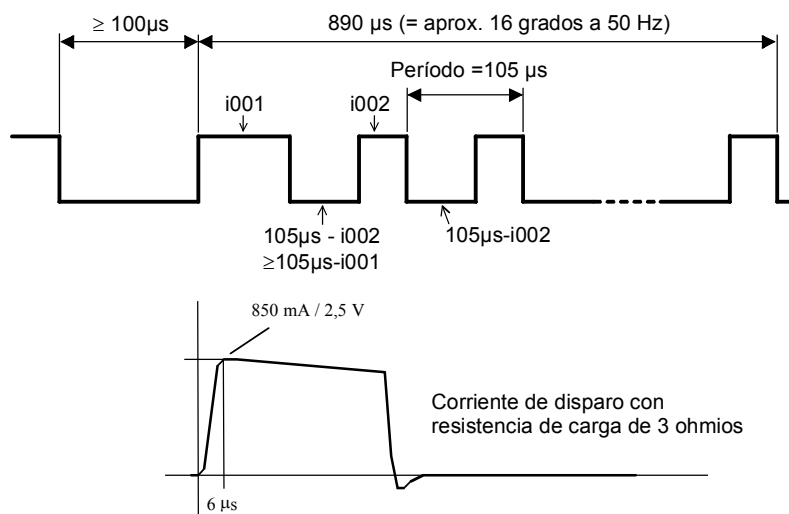 ≥ 100µs
890 µs (= aprox. 16 grados a 50 Hz)
Período =105 µs
i001
i002
105µs - i002
≥105µs-i001
105µs-i002
850 mA / 2,5 V
Corriente de disparo con
resistencia de carga de 3 ohmios
6 µs